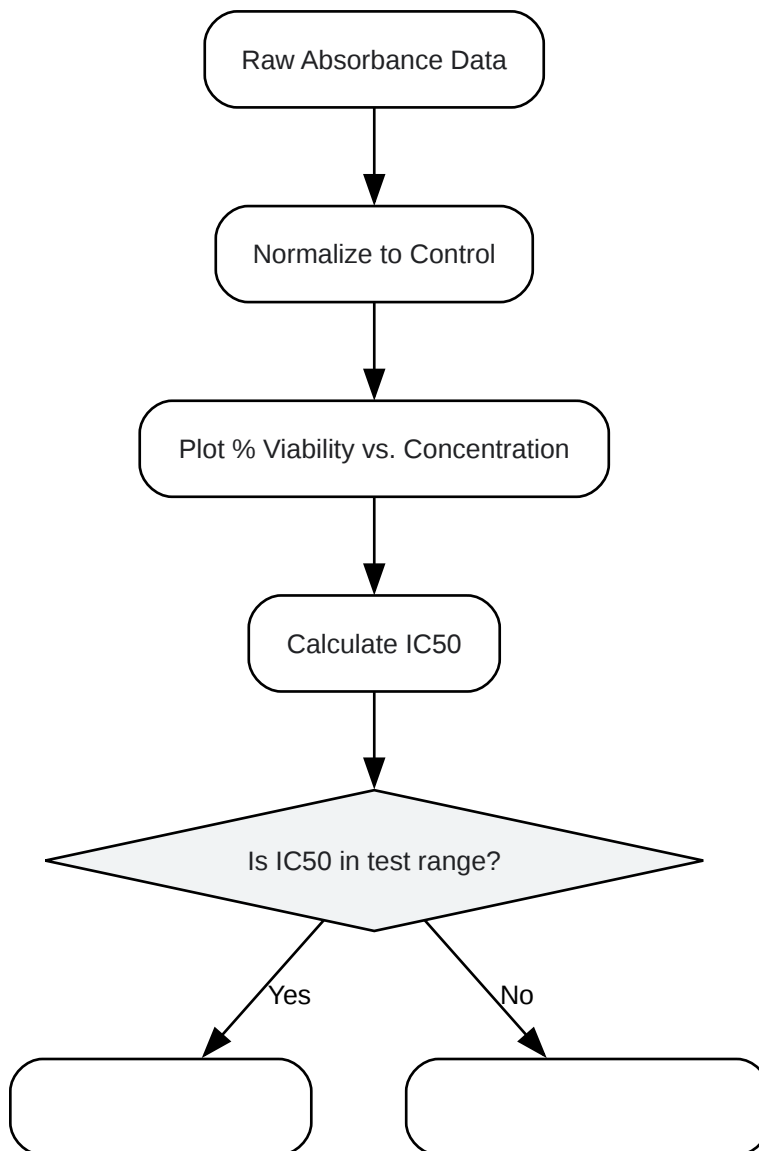 Raw Absorbance Data
Normalize to Control
Plot % Viability vs. Concentration
Calculate IC50
Is IC50 in test range?
Yes
No